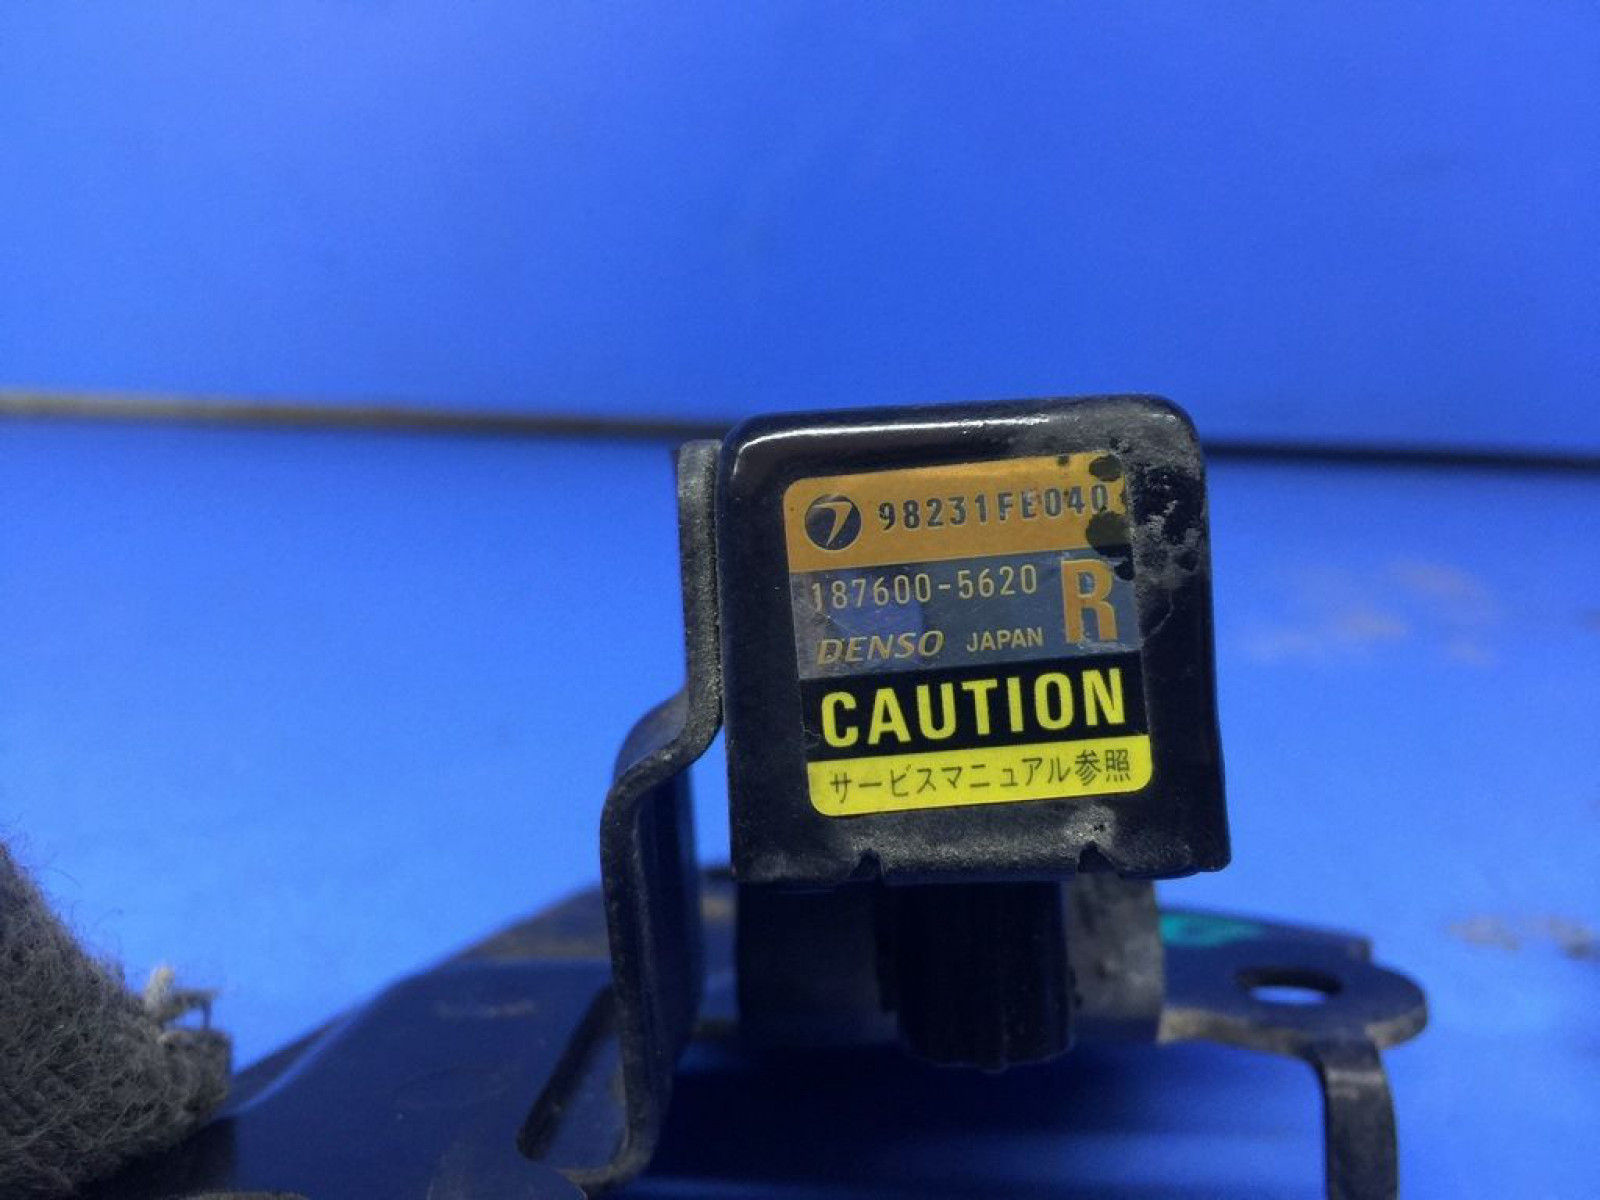 98231FE040
187600-5620 R
DENSO JAPAN
CAUTION
サービスマニュアル参照